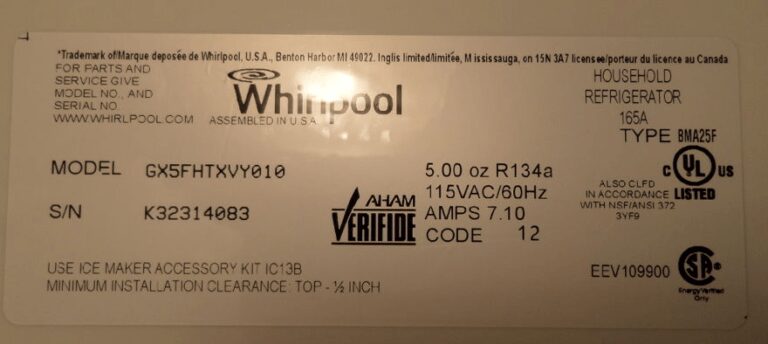 *Trademark of/Marque deposée de Whirlpool, U.S.A., Benton Harbor MI 49022. Inglis limited/limitée, Mississauga, on 15N 3A7 licensee/porteur du licence au Canada
FOR PARTS AND
SERVICE GIVE
MODEL NO., AND
SERIAL NO.
WWW.WHIRLPOOL.COM
Whirlpool
ASSEMBLED IN U.S.A.
HOUSEHOLD
REFRIGERATOR
165A
TYPE BMA25F
MODEL GX5FHTXVY010
S/N K32314083
AHAM
VERIFIDE
5.00 oz R134a
115VAC/60Hz
AMPS 7.10
CODE 12
C UL US
LISTED
ALSO CLFD
IN ACCORDANCE
WITH NSF/ANSI 372
3YF9
USE ICE MAKER ACCESSORY KIT IC13B
MINIMUM INSTALLATION CLEARANCE: TOP - ½ INCH
EEV109900
SA ®
Energy Verified
Only